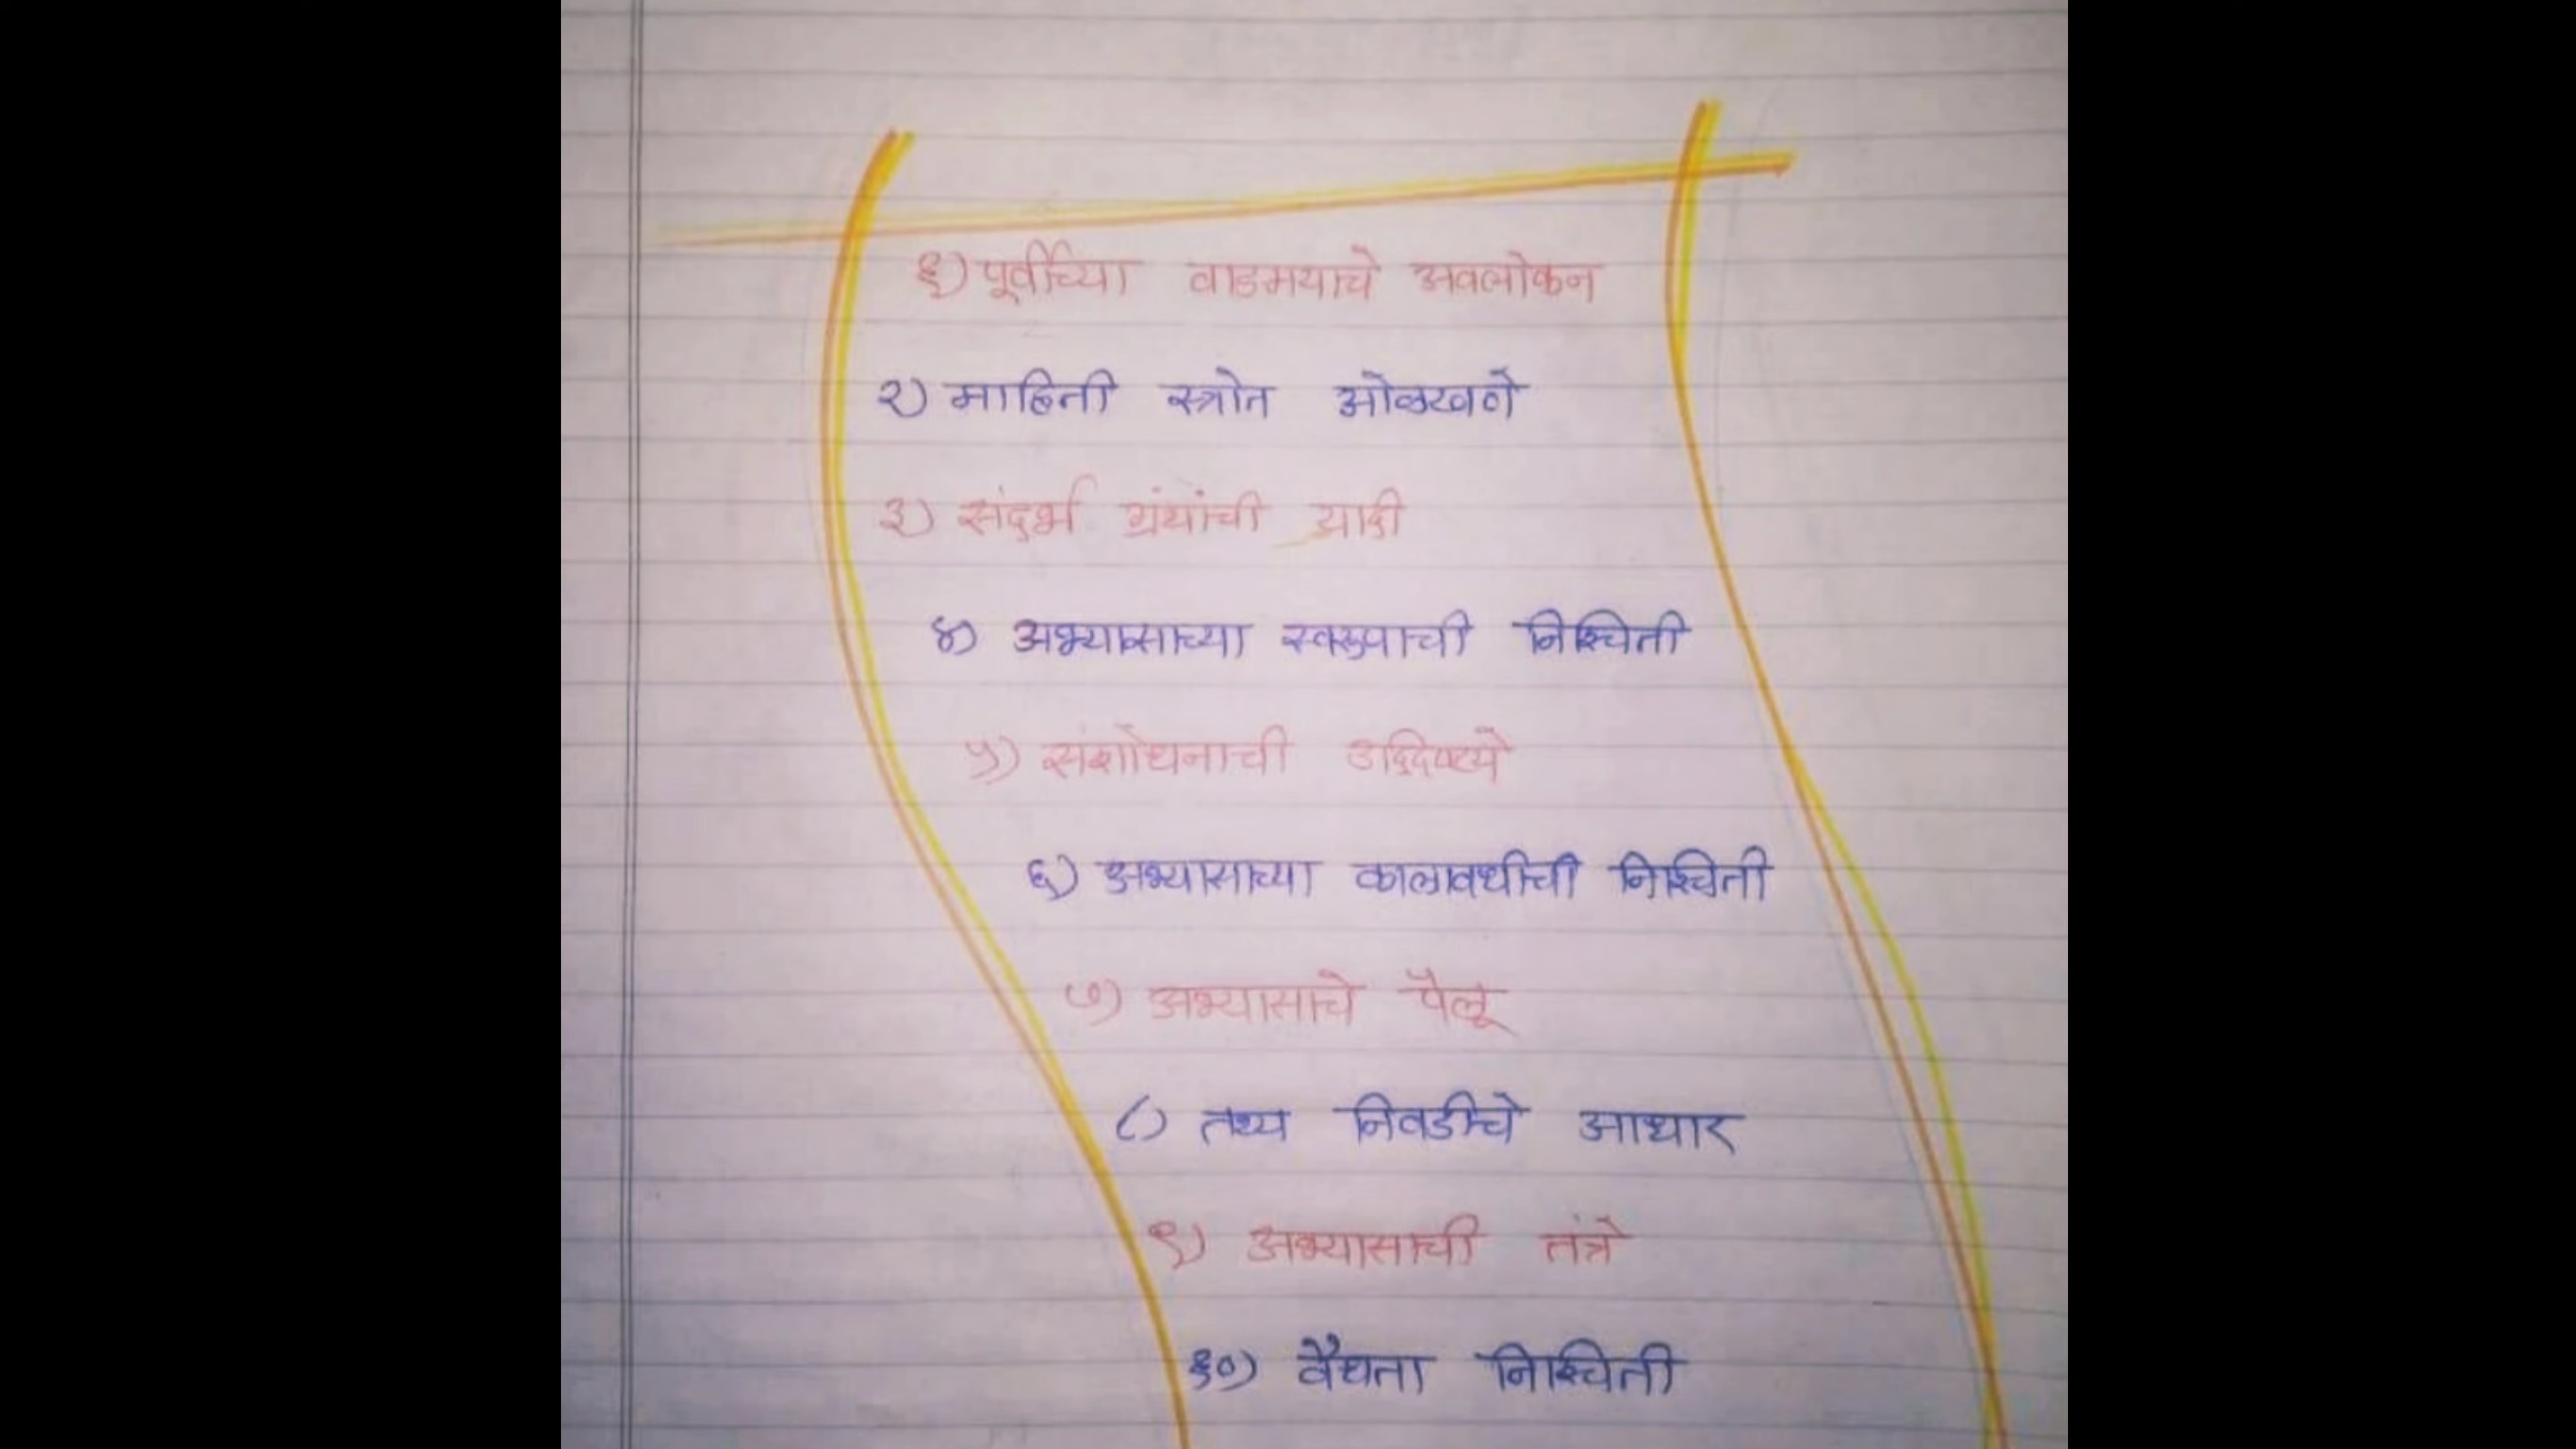 १) पूर्वीच्या वाडमयाचे अवलोकन
२) माहिती स्त्रोत ओळखणे
३) संदर्भ ग्रंथांची यादी
४) अभ्यासाच्या स्वरुपाची निश्चिती
५) संशोधनाची उद्दिष्ट्ये
६) अभ्यासाच्या कालावधीची निश्चिती
७) अभ्यासाचे पैलू
८) तथ्य निवडीचे आधार
९) अभ्यासाची तंत्रे
१०) वैधता निश्चिती